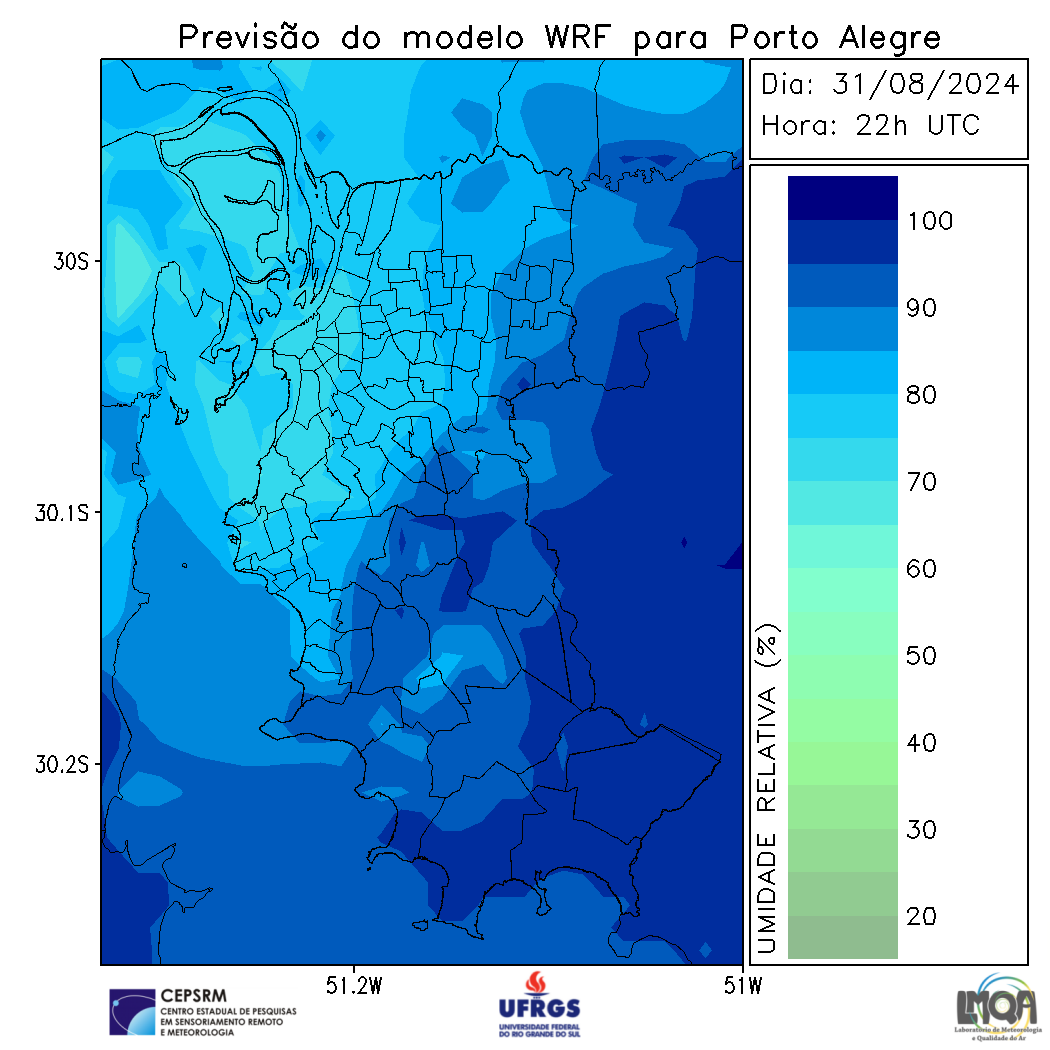 Previsão do modelo WRF para Porto Alegre
Dia: 31/08/2024
Hora: 22h UTC
30S
30.1S
30.2S
51.2W
51W
UMIDADE RELATIVA (%)
100
90
80
70
60
50
40
30
20
CEPSRM
CENTRO ESTADUAL DE PESQUISAS
EM SENSORIAMENTO REMOTO
E METEOROLOGIA
UFRGS
UNIVERSIDADE FEDERAL
DO RIO GRANDE DO SUL
LMQA
Laboratório de Meteorologia
e Qualidade do Ar